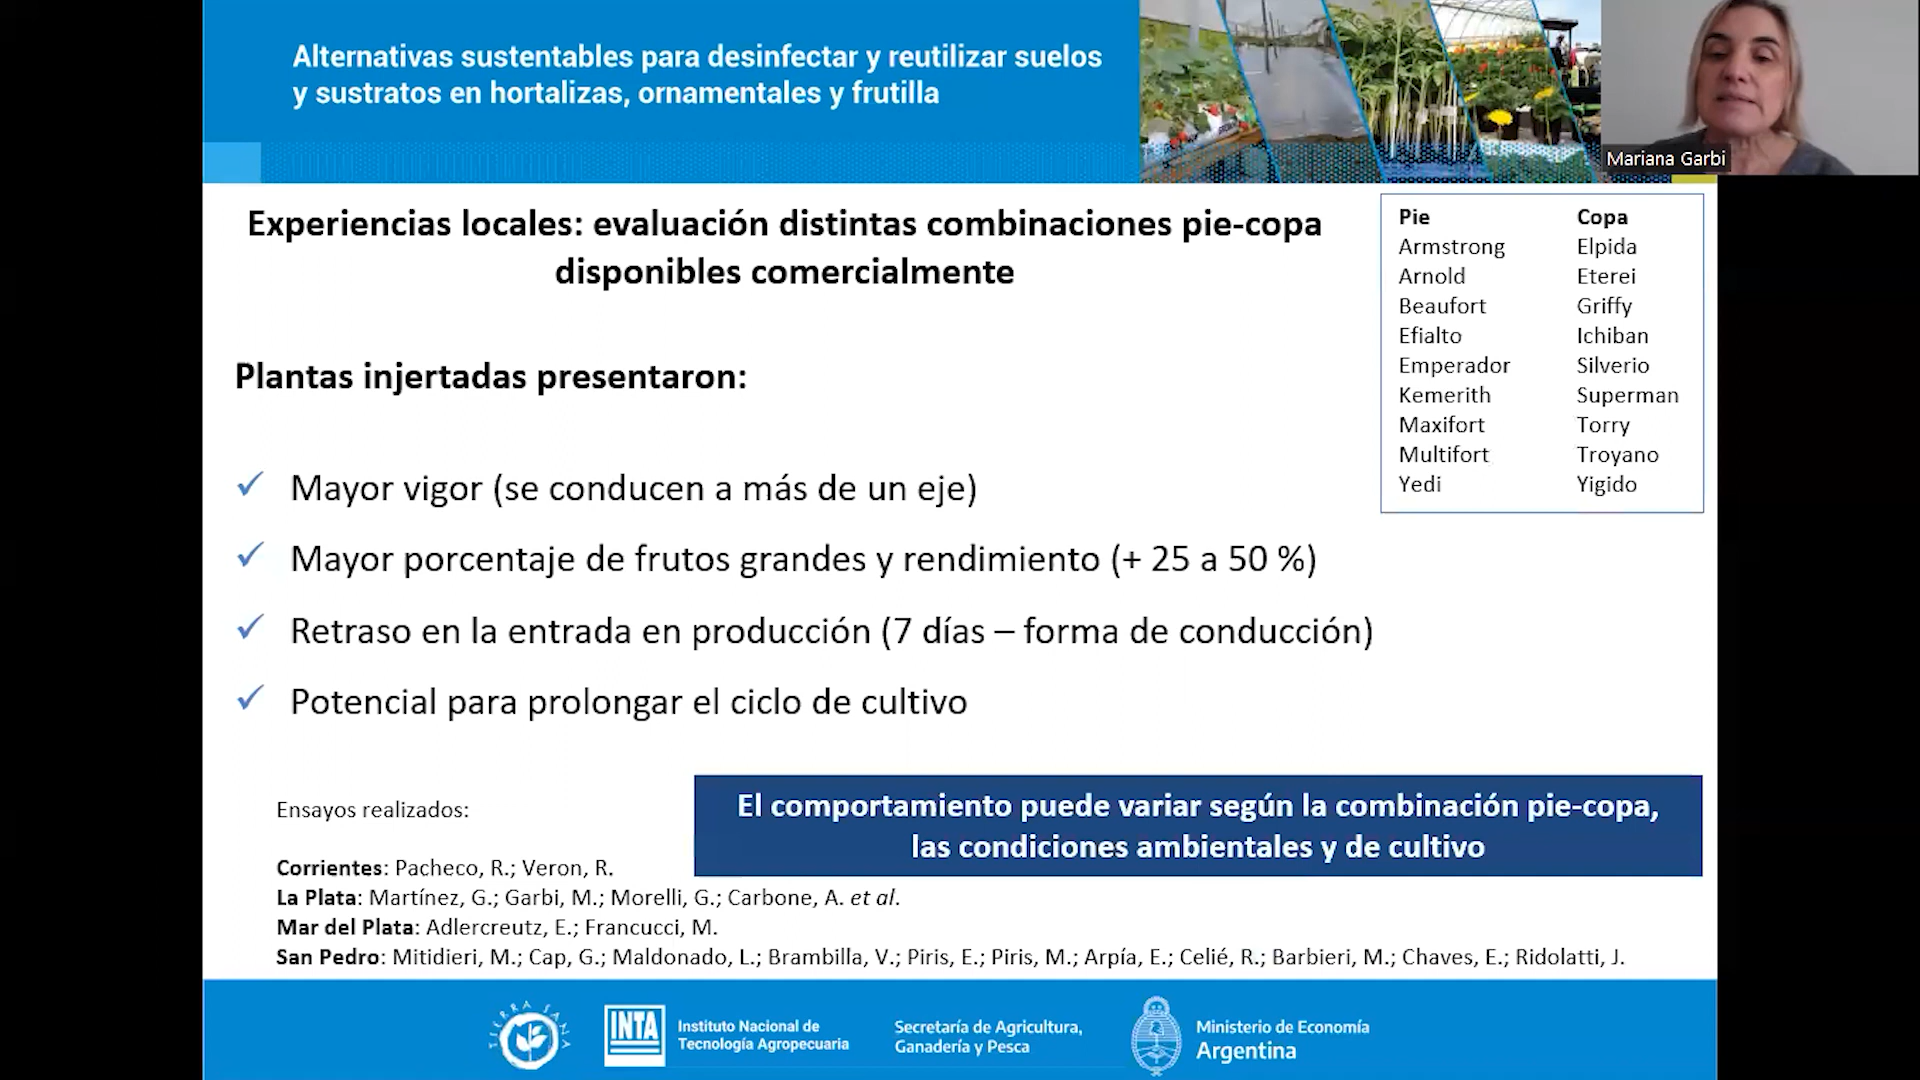 Alternativas sustentables para desinfectar y reutilizar suelos
y sustratos en hortalizas, ornamentales y frutilla
Mariana Garbi
Experiencias locales: evaluación distintas combinaciones pie-copa
disponibles comercialmente
Pie Copa
Armstrong Elpida
Arnold Eterei
Beaufort Griffy
Efialto Ichiban
Emperador Silverio
Kemerith Superman
Maxifort Torry
Multifort Troyano
Yedi Yigido
Plantas injertadas presentaron:
✓ Mayor vigor (se conducen a más de un eje)
✓ Mayor porcentaje de frutos grandes y rendimiento (+ 25 a 50 %)
✓ Retraso en la entrada en producción (7 días – forma de conducción)
✓ Potencial para prolongar el ciclo de cultivo
El comportamiento puede variar según la combinación pie-copa,
las condiciones ambientales y de cultivo
Ensayos realizados:
Corrientes: Pacheco, R.; Veron, R.
La Plata: Martínez, G.; Garbi, M.; Morelli, G.; Carbone, A. et al.
Mar del Plata: Adlercreutz, E.; Francucci, M.
San Pedro: Mitidieri, M.; Cap, G.; Maldonado, L.; Brambilla, V.; Piris, E.; Piris, M.; Arpía, E.; Celié, R.; Barbieri, M.; Chaves, E.; Ridolatti, J.
TIERRA SANA
INTA
Instituto Nacional de
Tecnología Agropecuaria
Secretaría de Agricultura,
Ganadería y Pesca
Ministerio de Economía
Argentina